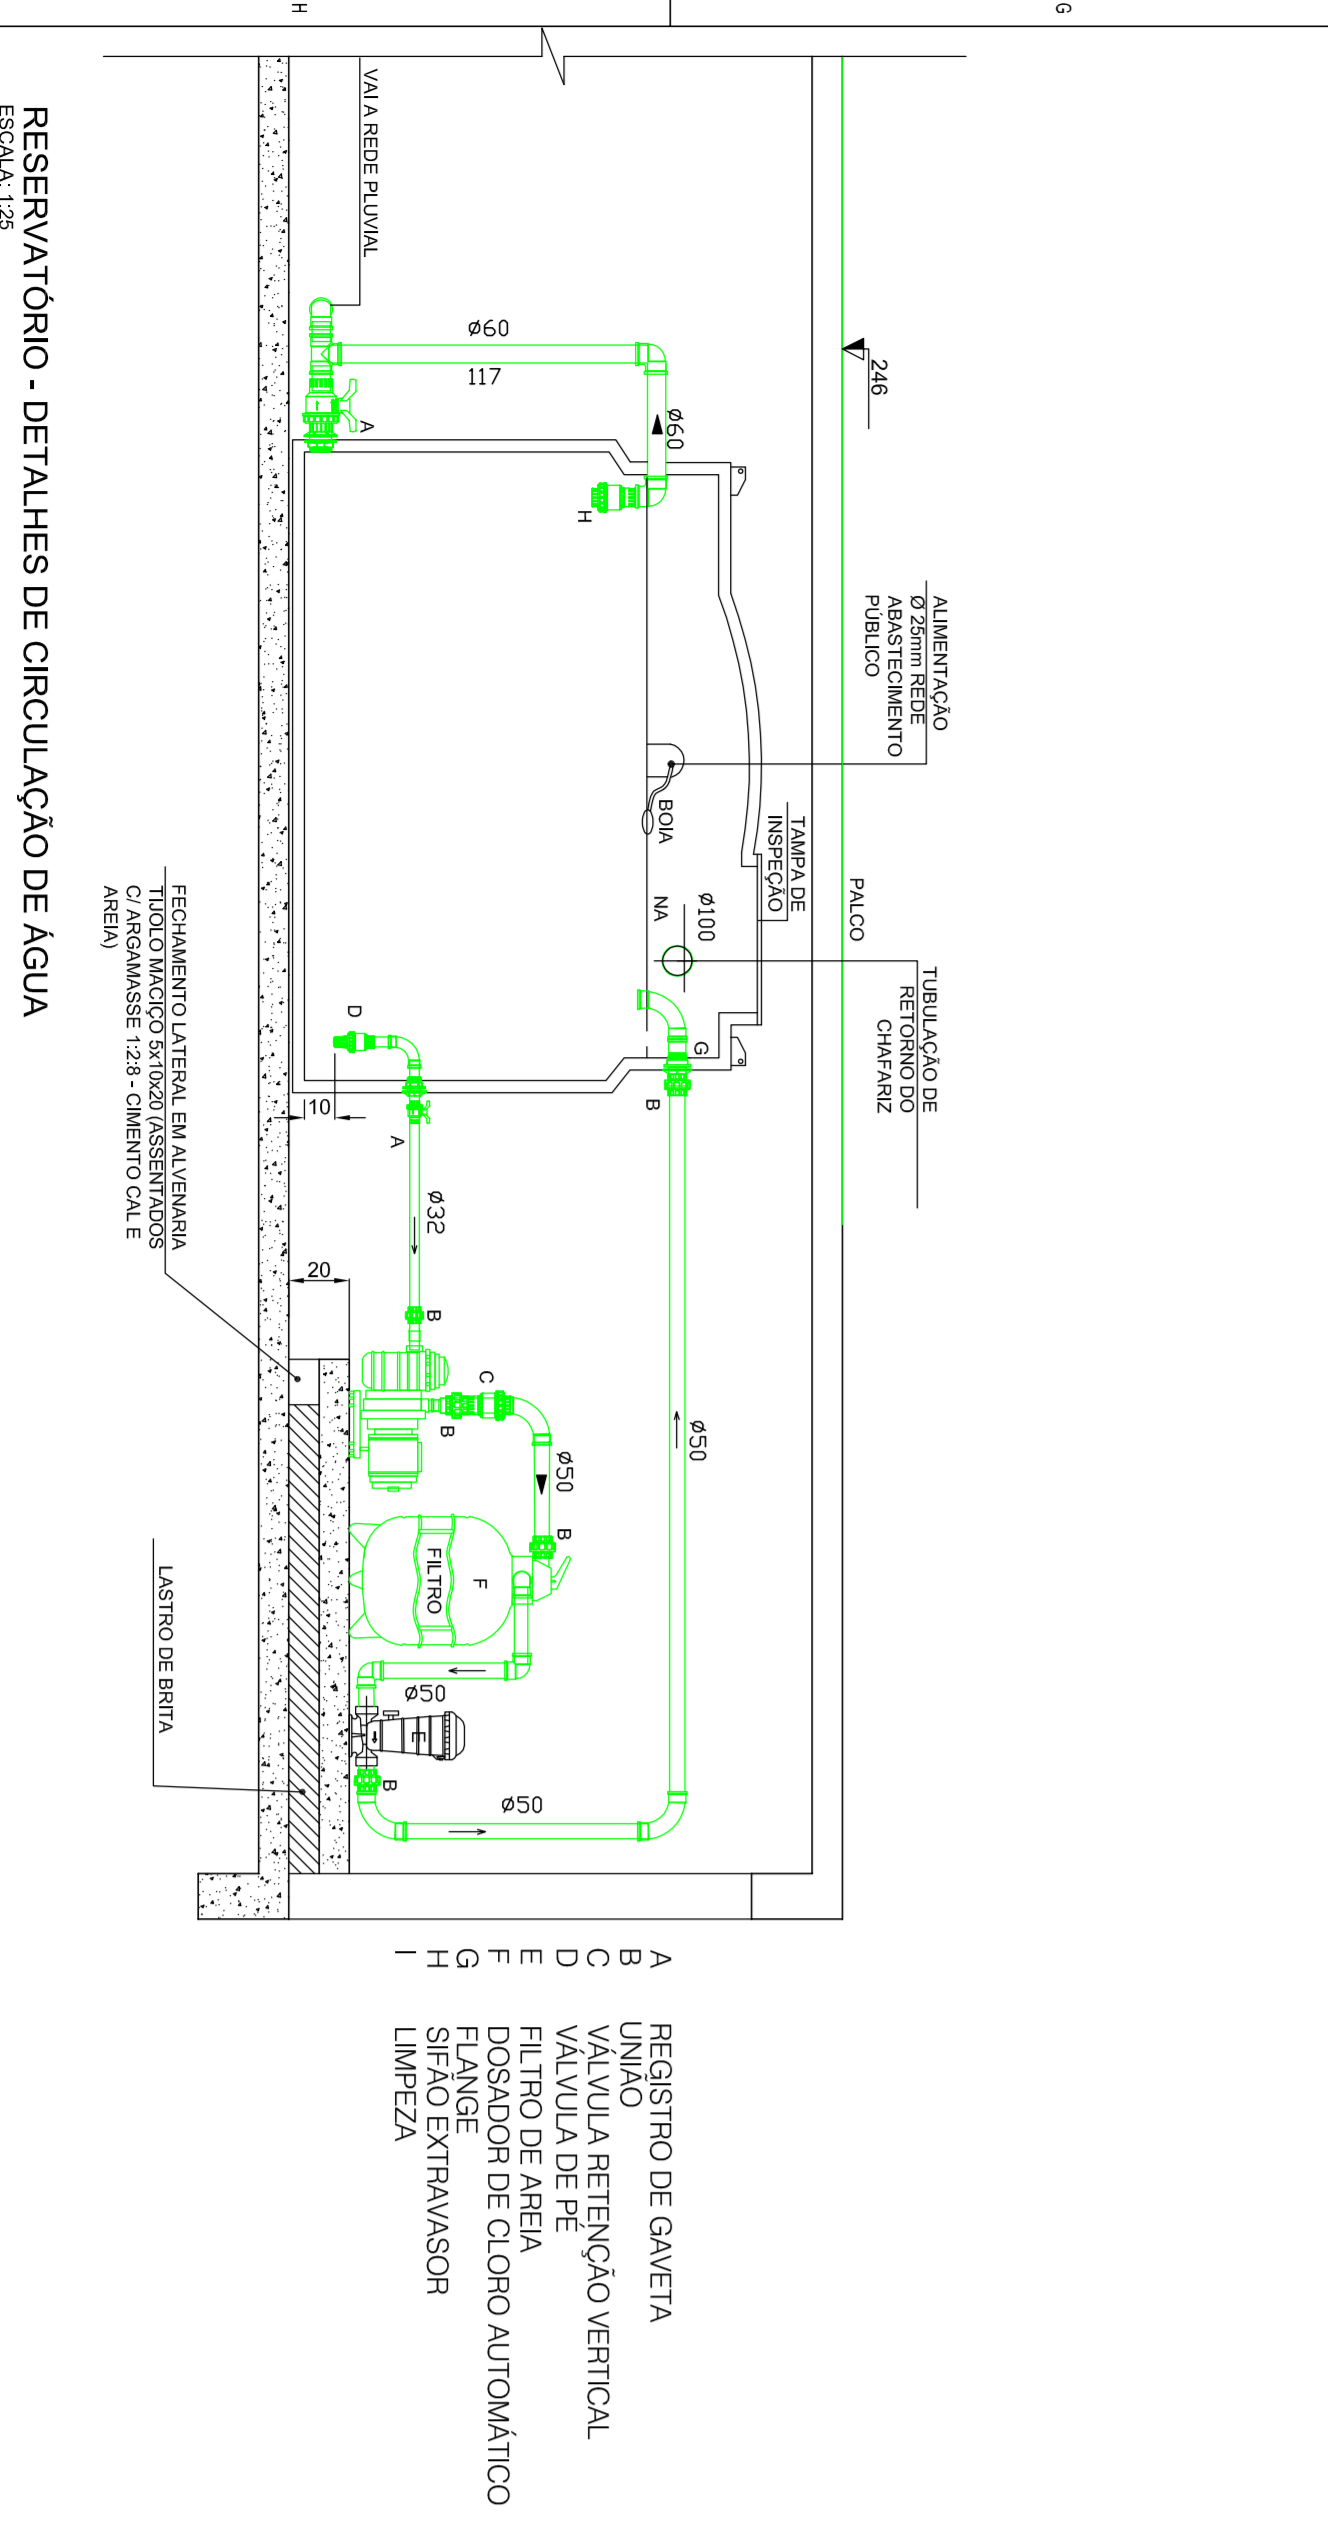 G
H
246
ALIMENTAÇÃO
Ø 25mm REDE
ABASTECIMENTO
PÚBLICO
TUBULAÇÃO DE
RETORNO DO
CHAFARIZ
PALCO
TAMPA DE
INSPEÇÃO
Ø100
NA
BOIA
G
B
Ø60
Ø60
117
H
VAI A REDE PLUVIAL
A
D
10
A
Ø32
B
20
C
B
Ø50
B
Ø50
F
FILTRO
Ø50
E
B
Ø50
FECHAMENTO LATERAL EM ALVENARIA
TIJOLO MACIÇO 5x10x20 (ASSENTADOS
C/ ARGAMASSE 1:2:8 - CIMENTO CAL E
AREIA)
LASTRO DE BRITA
A REGISTRO DE GAVETA
B UNIÃO
C VÁLVULA RETENÇÃO VERTICAL
D VÁLVULA DE PÉ
E FILTRO DE AREIA
F DOSADOR DE CLORO AUTOMÁTICO
G FLANGE
H SIFÃO EXTRAVASOR
I LIMPEZA
RESERVATÓRIO - DETALHES DE CIRCULAÇÃO DE ÁGUA
ESCALA: 1:25